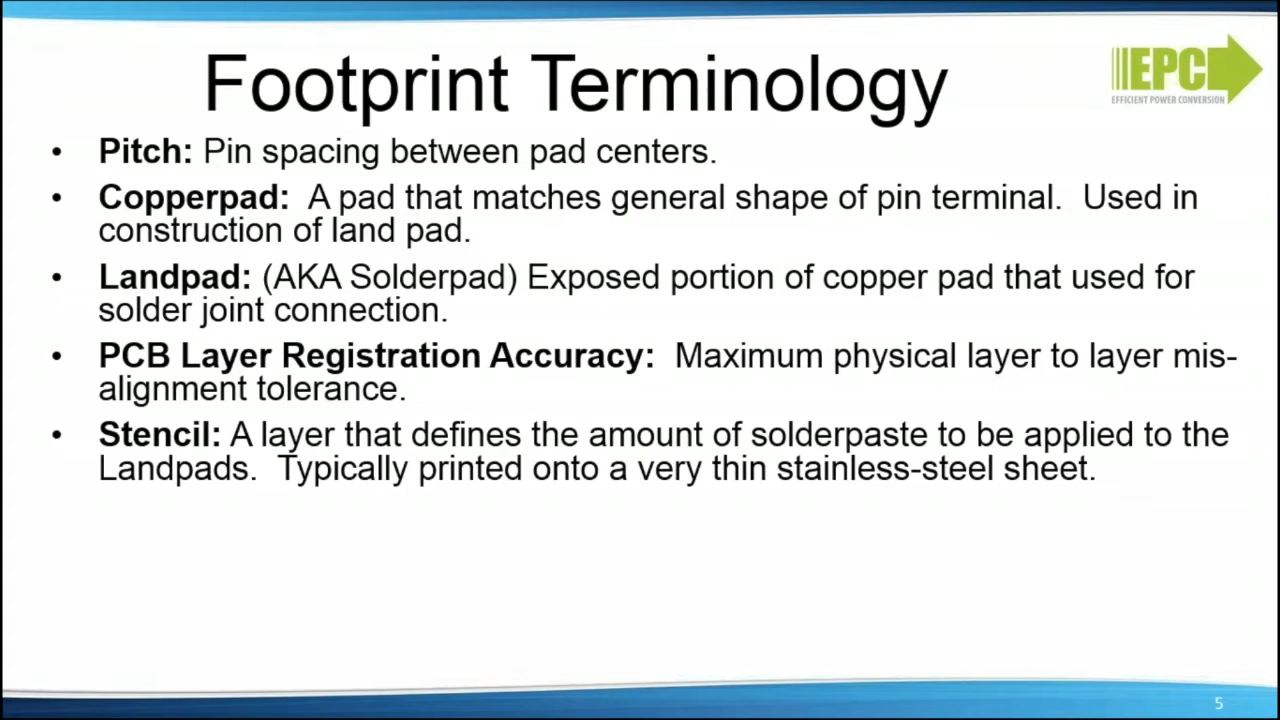 Footprint Terminology
EPC
EFFICIENT POWER CONVERSION
• Pitch: Pin spacing between pad centers.
• Copperpad:  A pad that matches general shape of pin terminal.  Used in
construction of land pad.
• Landpad: (AKA Solderpad) Exposed portion of copper pad that used for
solder joint connection.
• PCB Layer Registration Accuracy:  Maximum physical layer to layer mis-
alignment tolerance.
• Stencil: A layer that defines the amount of solderpaste to be applied to the
Landpads.  Typically printed onto a very thin stainless-steel sheet.
5